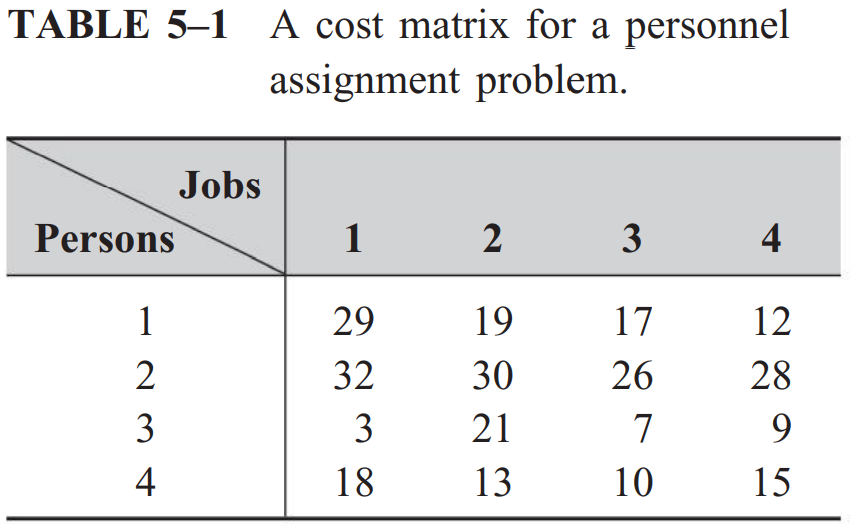 TABLE 5–1 A cost matrix for a personnel
assignment problem.
Jobs
Persons 1 2 3 4
1 29 19 17 12
2 32 30 26 28
3 3 21 7 9
4 18 13 10 15